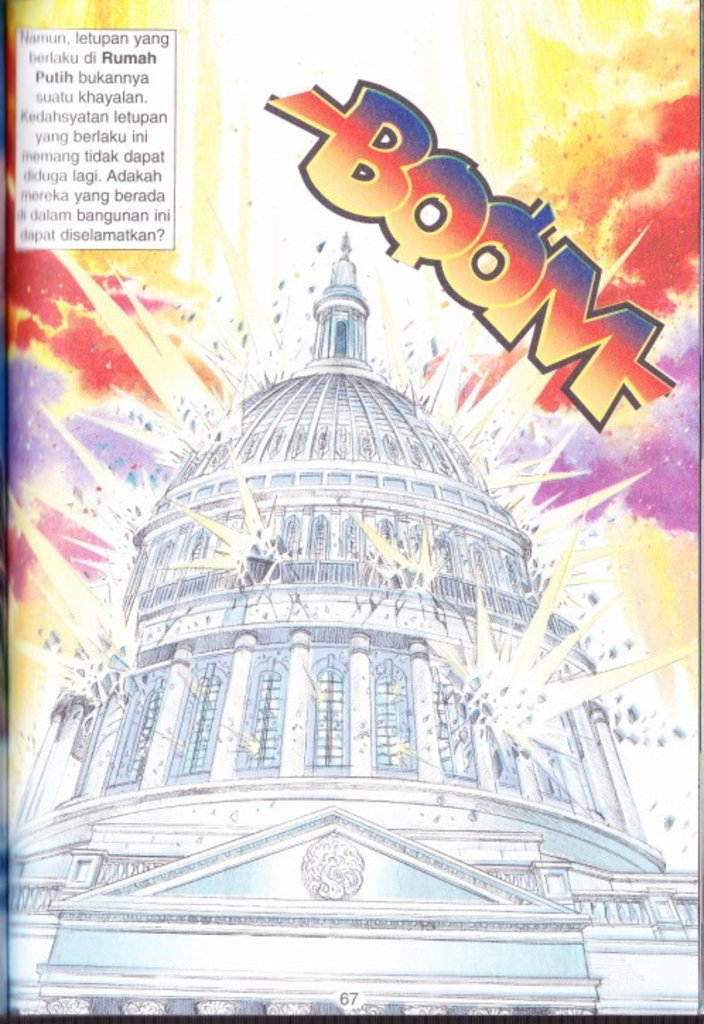 Namun, letupan yang
berlaku di Rumah
Putih bukannya
suatu khayalan.
Kedahsyatan letupan
yang berlaku ini
memang tidak dapat
diduga lagi. Adakah
mereka yang berada
di dalam bangunan ini
dapat diselamatkan?
BOOM
67